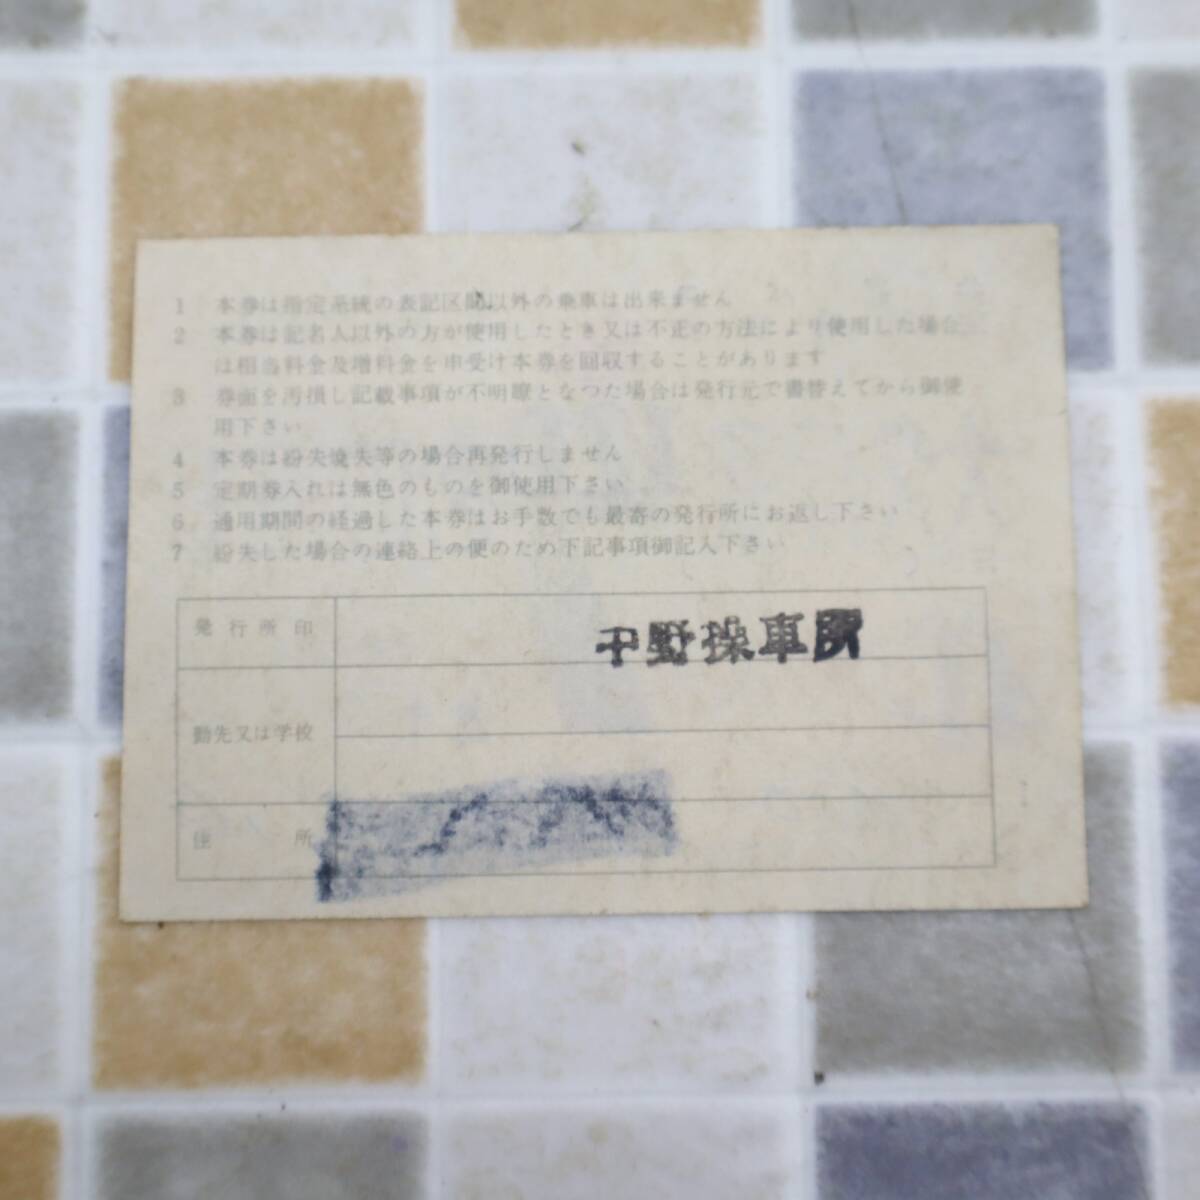 1 本券は指定系統の表記区間以外の乗車は出来ません
2 本券は記名人以外の方が使用したとき又は不正の方法により使用した場合
は相当料金及増料金を申受け本券を回収することがあります
3 券面を汚損し記載事項が不明瞭となつた場合は発行元で書替えてから御使
用下さい
4 本券は紛失焼失等の場合再発行しません
5 定期券入れは無色のものを御使用下さい
6 通用期間の経過した本券はお手数でも最寄の発行所にお返し下さい
7 紛失した場合の連絡上の便のため下記事項御記入下さい
発行所印 中野操車所
勤先又は学校
住所